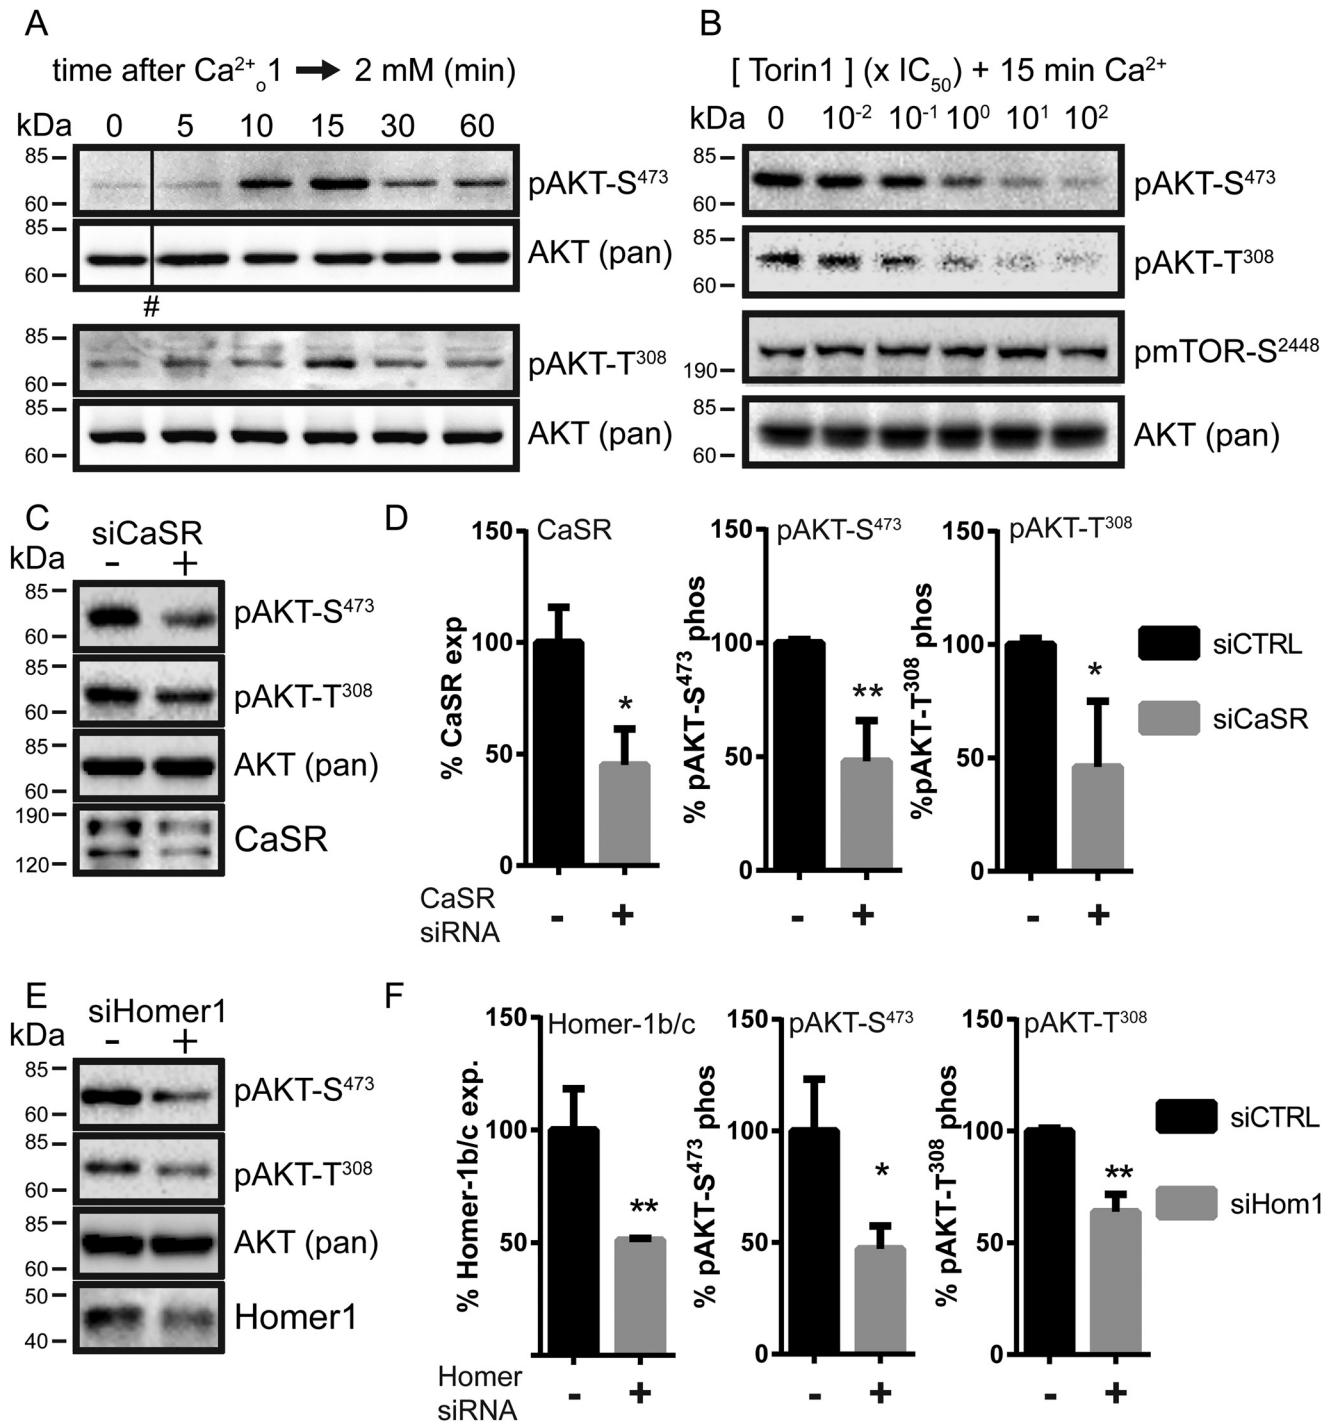 A
time after Ca²⁺ₒ1 → 2 mM (min)
kDa 0 5 10 15 30 60
85
60
pAKT-S⁴⁷³
85
60
AKT (pan)
#
85
60
pAKT-T³⁰⁸
85
60
AKT (pan)
B
[ Torin1 ] (x IC₅₀) + 15 min Ca²⁺
kDa 0 10⁻² 10⁻¹ 10⁰ 10¹ 10²
85
60
pAKT-S⁴⁷³
85
60
pAKT-T³⁰⁸
190
pmTOR-S²⁴⁴⁸
85
60
AKT (pan)
C
siCaSR
kDa - +
85
60
pAKT-S⁴⁷³
85
60
pAKT-T³⁰⁸
85
60
AKT (pan)
190
120
CaSR
D
CaSR
% CaSR exp
150
100
50
0
*
CaSR
siRNA
- +
pAKT-S⁴⁷³
% pAKT-S⁴⁷³ phos
150
100
50
0
**
- +
pAKT-T³⁰⁸
%pAKT-T³⁰⁸ phos
150
100
50
0
*
- +
siCTRL
siCaSR
E
siHomer1
kDa - +
85
60
pAKT-S⁴⁷³
85
60
pAKT-T³⁰⁸
85
60
AKT (pan)
50
40
Homer1
F
Homer-1b/c
% Homer-1b/c exp.
150
100
50
**
Homer
siRNA
- +
pAKT-S⁴⁷³
% pAKT-S⁴⁷³ phos
150
100
50
0
*
- +
pAKT-T³⁰⁸
% pAKT-T³⁰⁸ phos
150
100
50
0
**
- +
siCTRL
siHom1